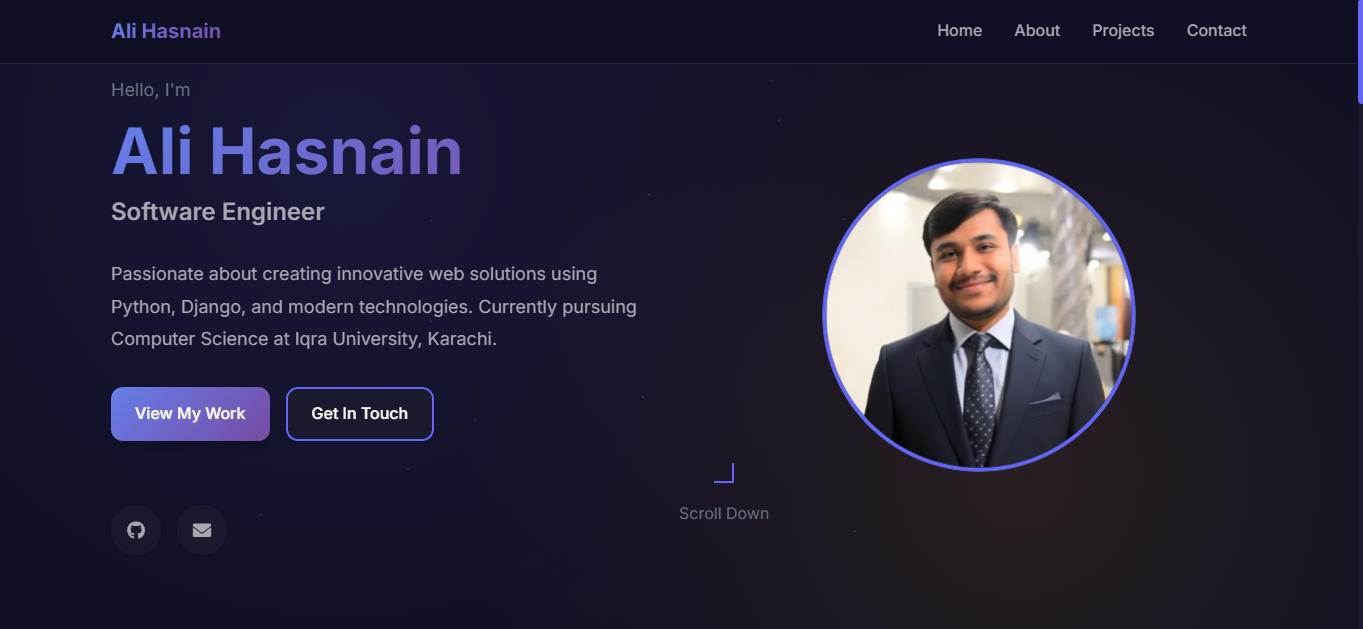 Ali Hasnain
Home About Projects Contact
Hello, I'm
Ali Hasnain
Software Engineer
Passionate about creating innovative web solutions using
Python, Django, and modern technologies. Currently pursuing
Computer Science at Iqra University, Karachi.
View My Work Get In Touch
Scroll Down